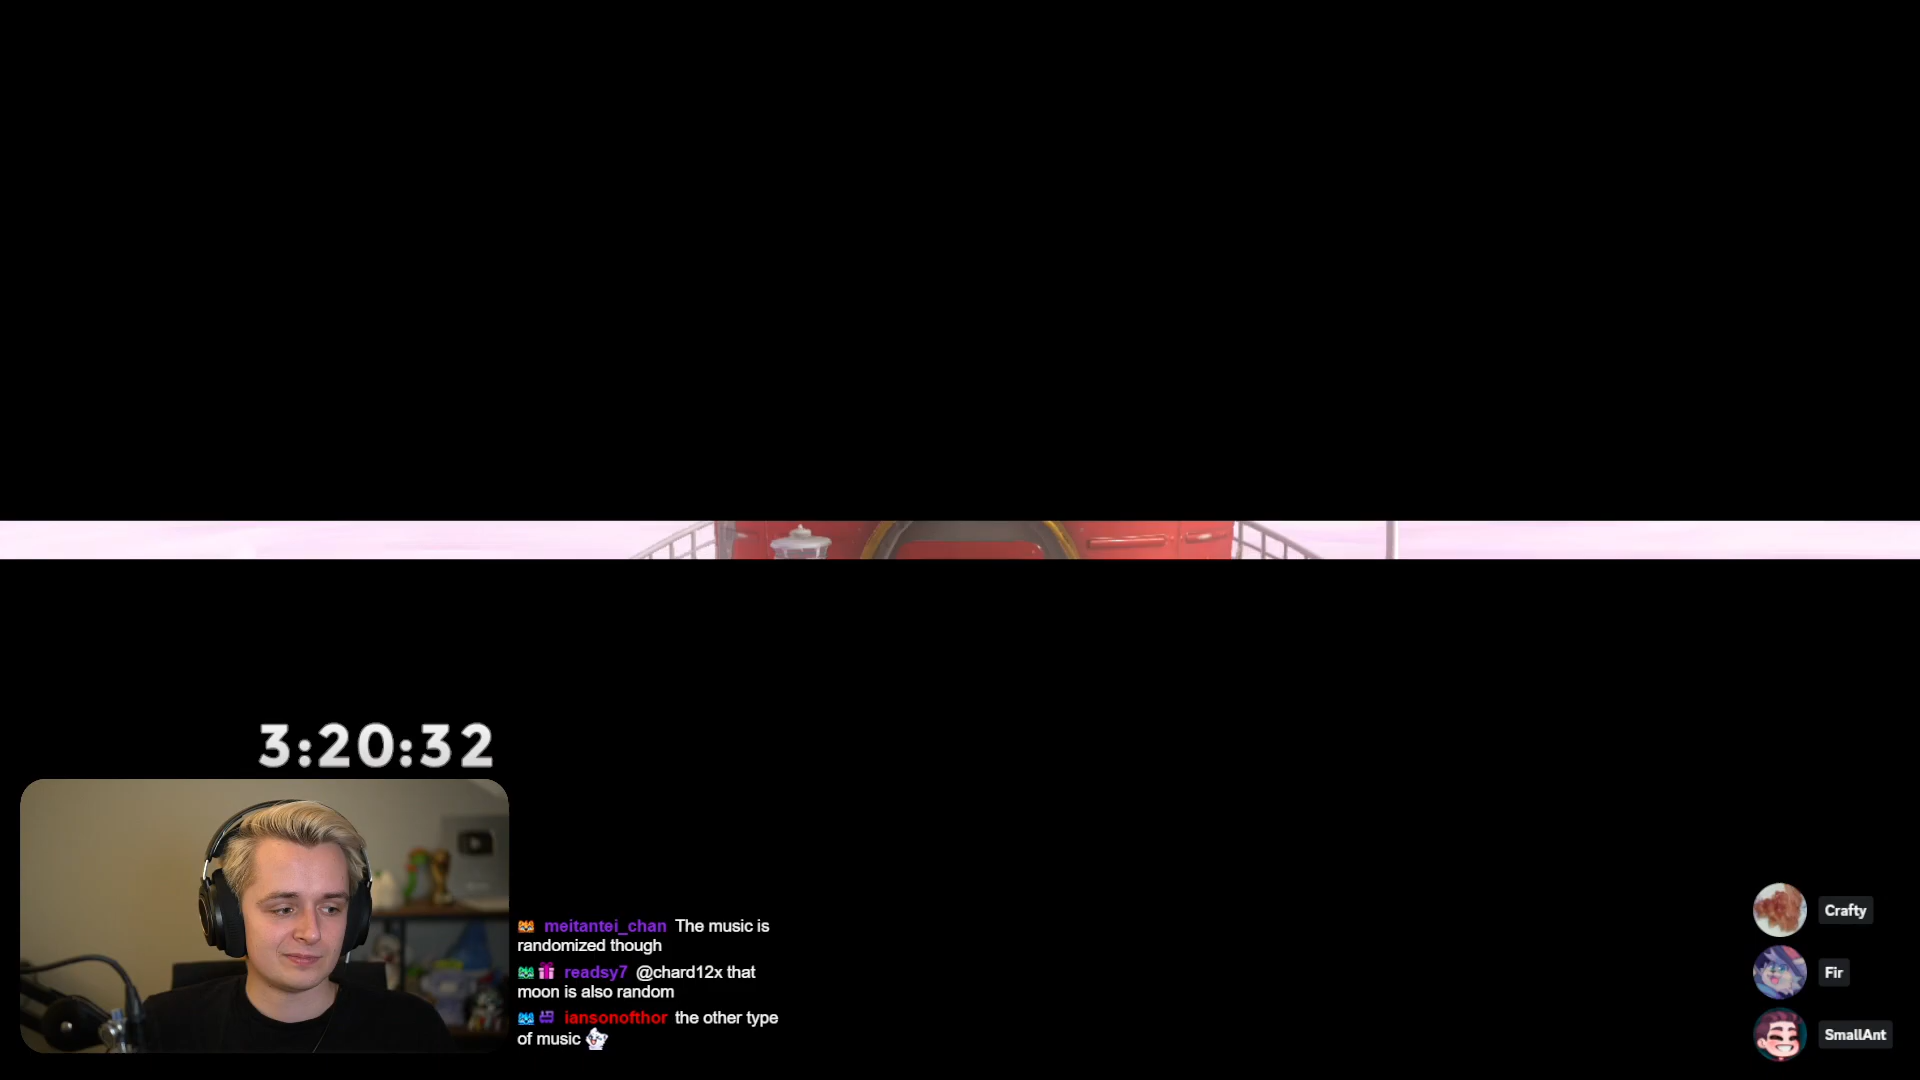 3:20:32
meitantei_chan The music is
randomized though
readsy7 @chard12x that
moon is also random
iansonofthor the other type
of music
Crafty
Fir
SmallAnt